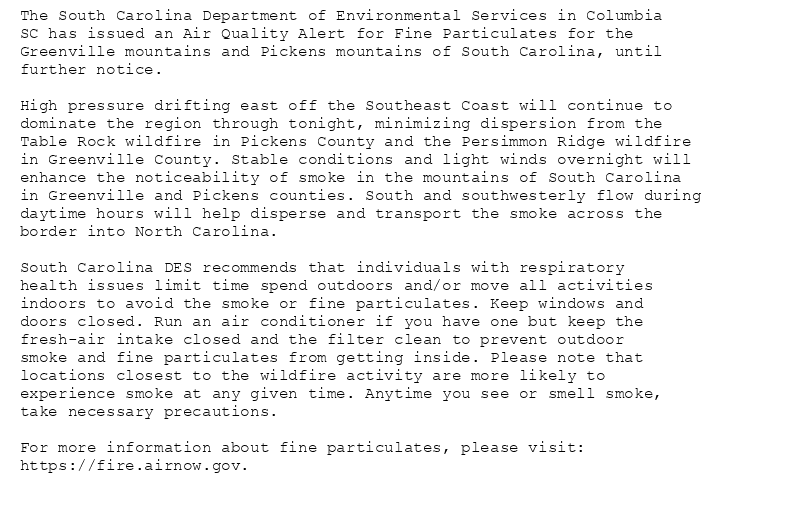 The South Carolina Department of Environmental Services in Columbia
SC has issued an Air Quality Alert for Fine Particulates for the
Greenville mountains and Pickens mountains of South Carolina, until
further notice.

High pressure drifting east off the Southeast Coast will continue to
dominate the region through tonight, minimizing dispersion from the
Table Rock wildfire in Pickens County and the Persimmon Ridge wildfire
in Greenville County. Stable conditions and light winds overnight will
enhance the noticeability of smoke in the mountains of South Carolina
in Greenville and Pickens counties. South and southwesterly flow during
daytime hours will help disperse and transport the smoke across the
border into North Carolina.

South Carolina DES recommends that individuals with respiratory
health issues limit time spend outdoors and/or move all activities
indoors to avoid the smoke or fine particulates. Keep windows and
doors closed. Run an air conditioner if you have one but keep the
fresh-air intake closed and the filter clean to prevent outdoor
smoke and fine particulates from getting inside. Please note that
locations closest to the wildfire activity are more likely to
experience smoke at any given time. Anytime you see or smell smoke,
take necessary precautions.

For more information about fine particulates, please visit:
https://fire.airnow.gov.